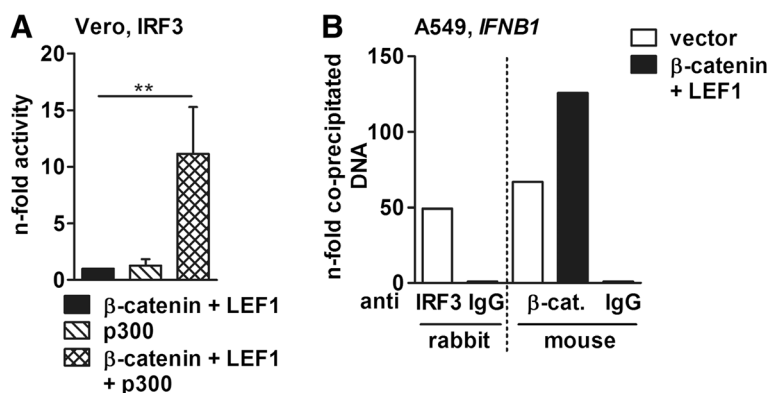 A
Vero, IRF3
n-fold activity
20
15
10
5
0
**
β-catenin + LEF1
p300
β-catenin + LEF1
+ p300
B
A549, IFNB1
n-fold co-precipitated
DNA
150
100
50
0
anti IRF3 IgG β-cat. IgG
rabbit mouse
vector
β-catenin
+ LEF1